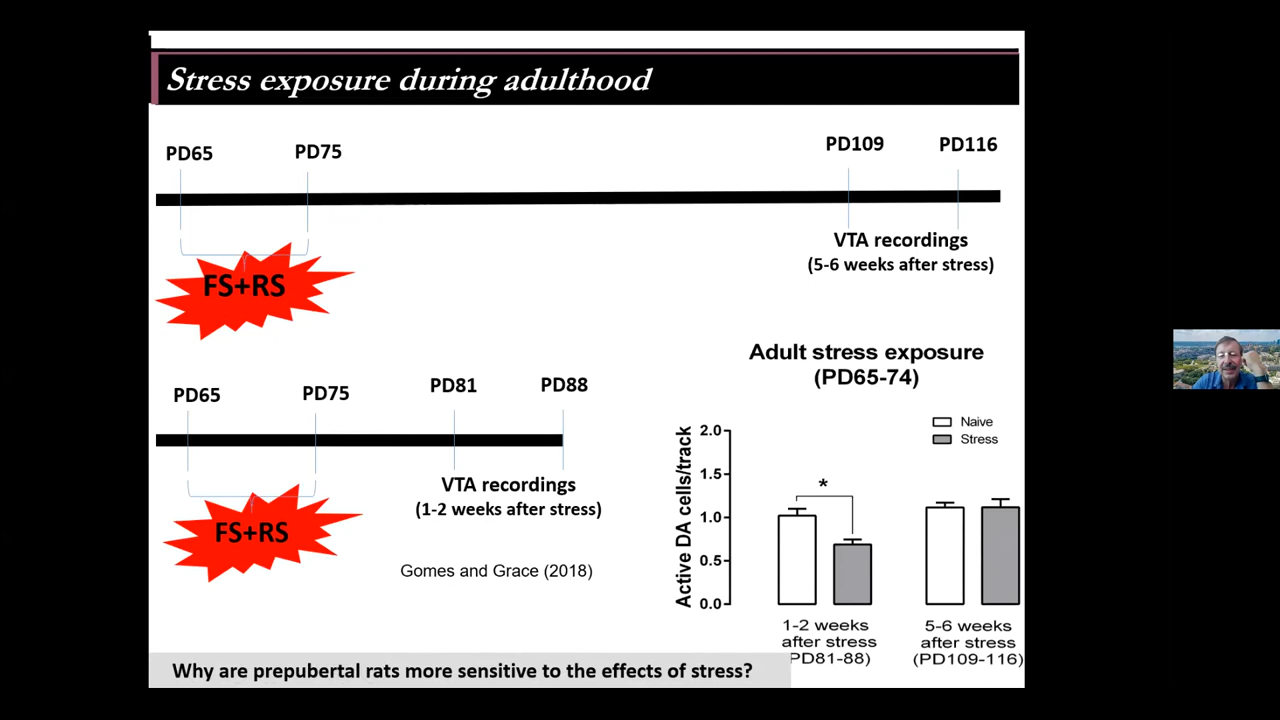 Stress exposure during adulthood
PD65
PD75
PD109
PD116
FS+RS
VTA recordings
(5-6 weeks after stress)
PD65
PD75
PD81
PD88
FS+RS
VTA recordings
(1-2 weeks after stress)
Gomes and Grace (2018)
Adult stress exposure
(PD65-74)
Naive
Stress
Active DA cells/track
2.0
1.5
1.0
0.5
0.0
*
1-2 weeks
after stress
(PD81-88)
5-6 weeks
after stress
(PD109-116)
Why are prepubertal rats more sensitive to the effects of stress?